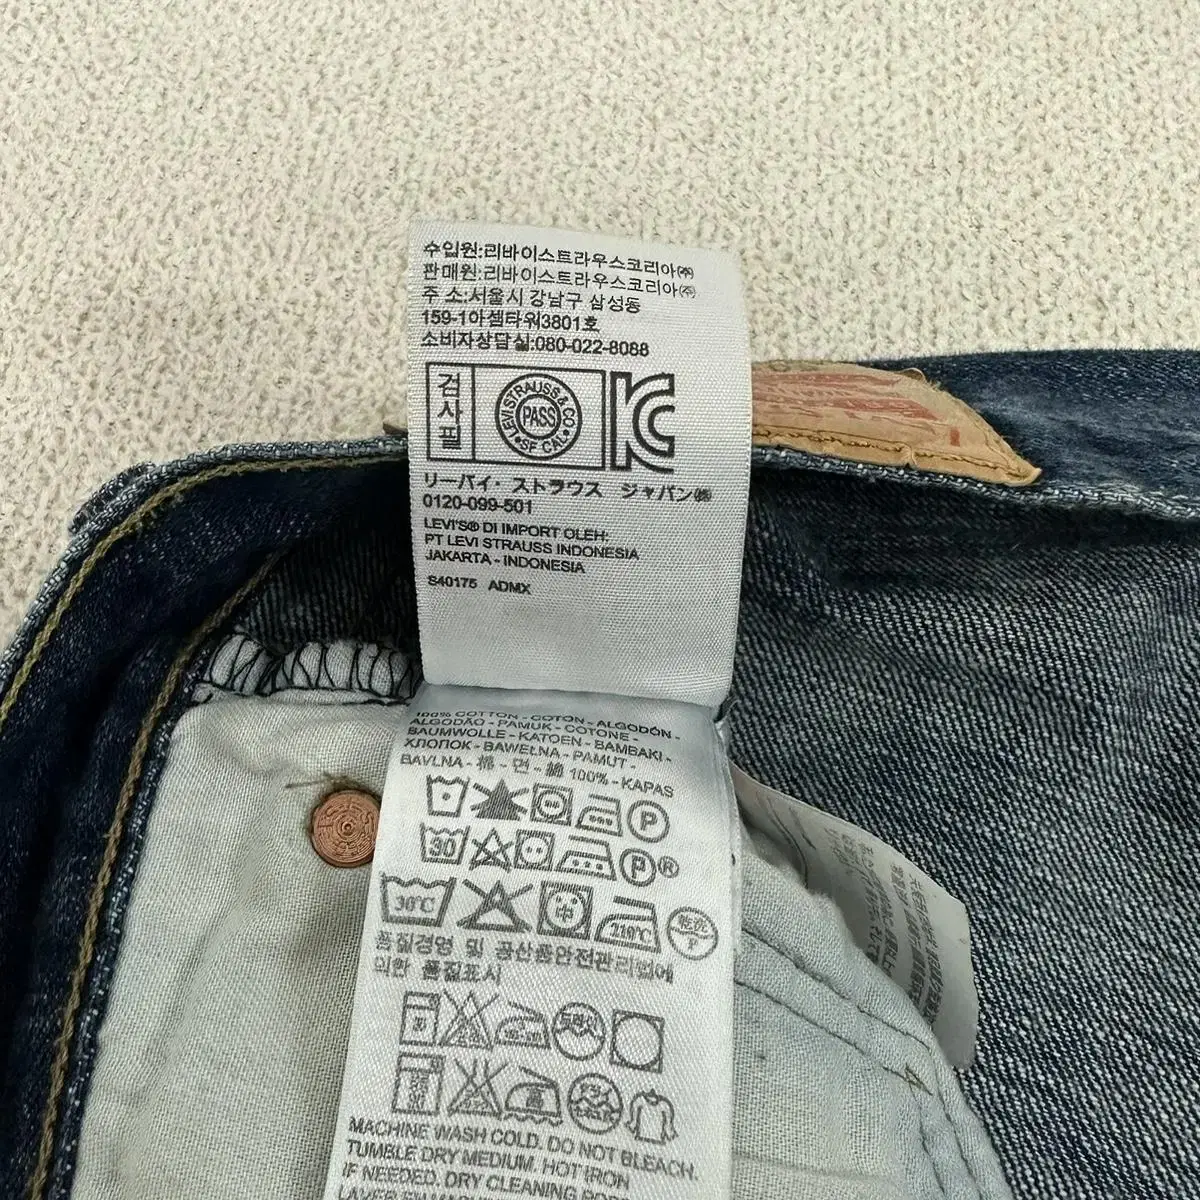 수입원:리바이스트라우스코리아㈜
판매원:리바이스트라우스코리아㈜
주 소:서울시 강남구 삼성동
159-1아셈타워3801호
소비자상담실:080-022-8088
검사필
LEVI STRAUSS & CO
PASS
SF CAL
KC
リーバイ・ストラウス ジャパン㈱
0120-099-501
LEVI'S® DI IMPORT OLEH:
PT LEVI STRAUSS INDONESIA
JAKARTA - INDONESIA
S40175 ADMX
100% COTTON - COTON - ALGODÓN -
ALGODÃO - PAMUK - COTONE -
BAUMWOLLE - KATOEN - BAMBAKI -
ХЛОПОК - BAWEŁNA - PAMUT -
BAVLNA - 棉 - 면 - 綿 100% - KAPAS
P
30 P ®
30°C 中 210℃ 乾洗 P
품질경영 및 공산품안전관리법에
의한 품질표시
MACHINE WASH COLD. DO NOT BLEACH.
TUMBLE DRY MEDIUM. HOT IRON
IF NEEDED. DRY CLEANING